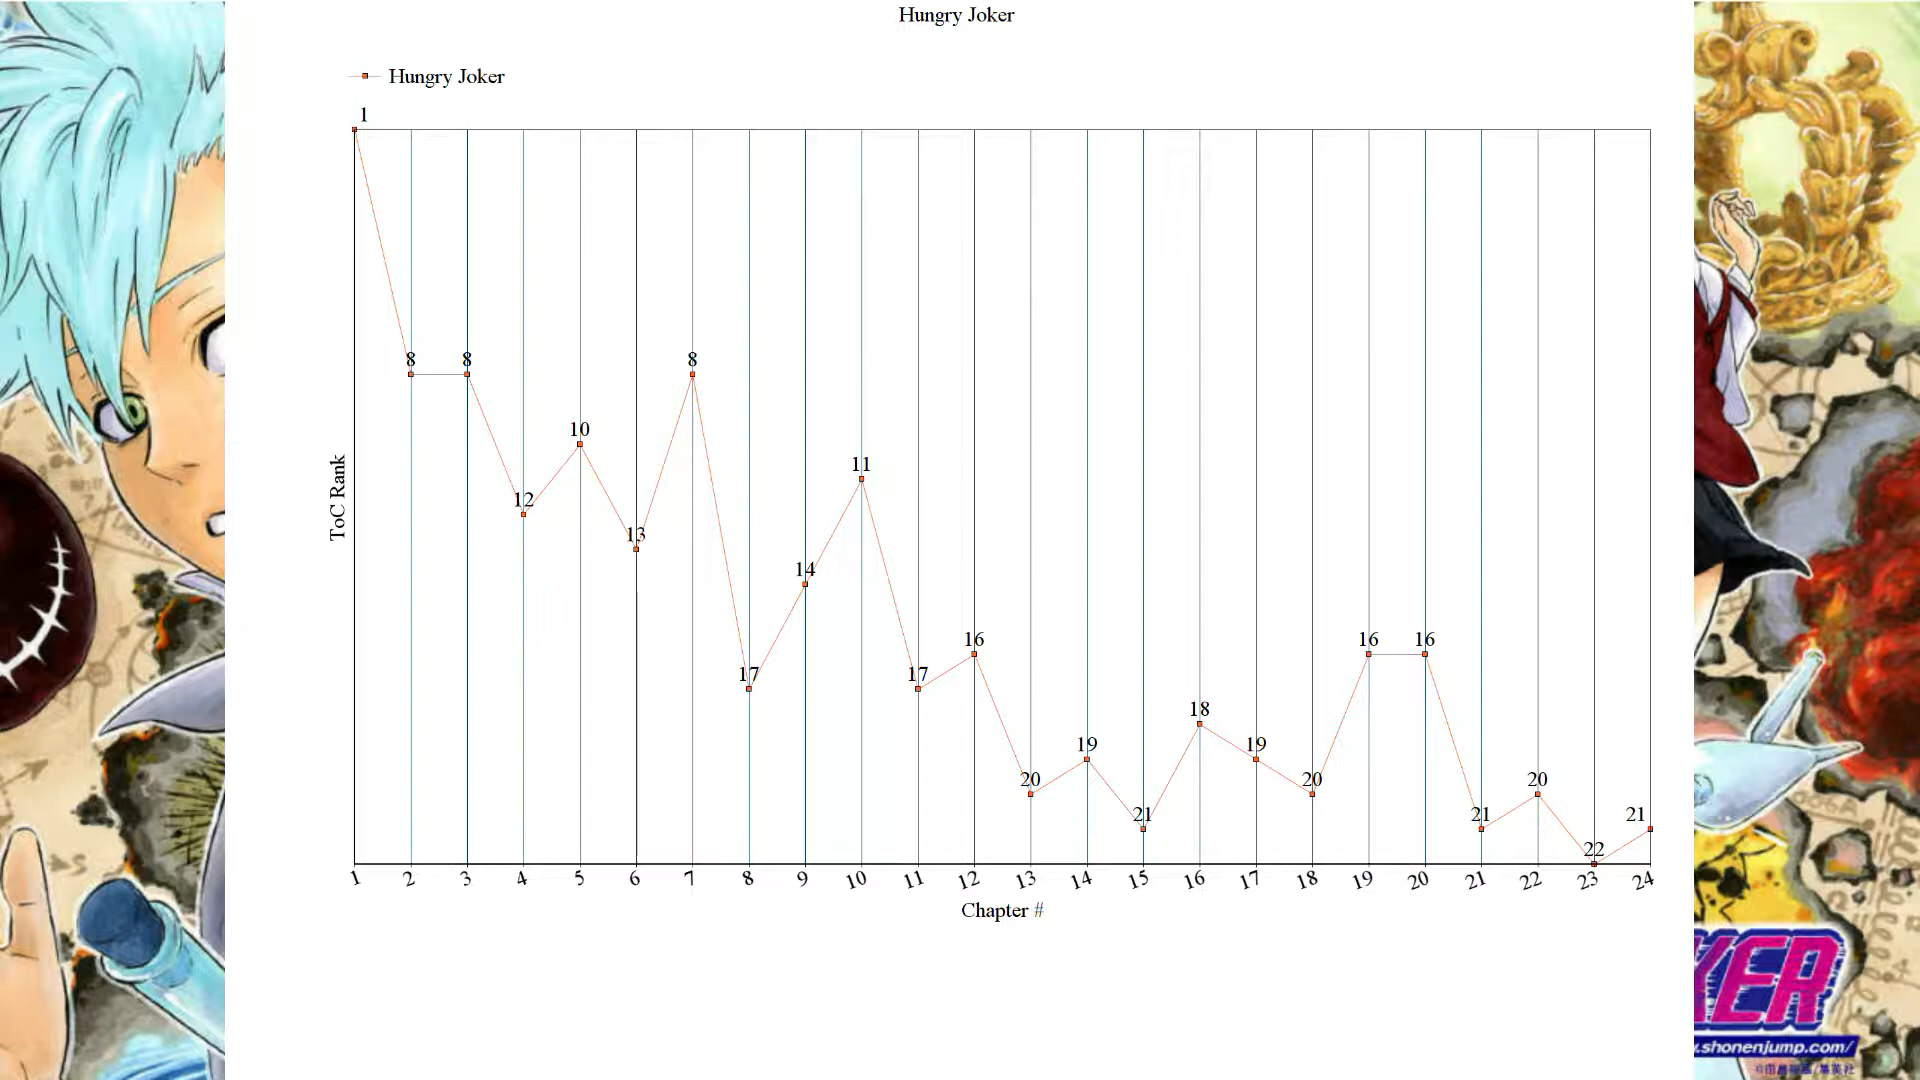 Hungry Joker
Hungry Joker
1
8 8 8
10
11
12
13
14
16 16 16
17 17
18
19 19
20 20 20
21 21 21
22
ToC Rank
1 2 3 4 5 6 7 8 9 10 11 12 13 14 15 16 17 18 19 20 21 22 23 24
Chapter #
KER
.shonenjump.com/